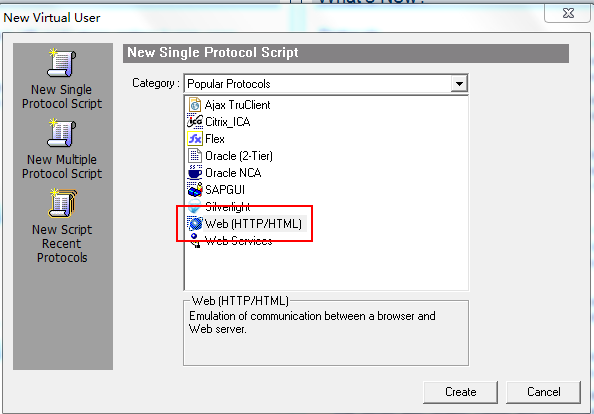 What's New?
New Virtual User
New Single
Protocol Script
New Multiple
Protocol Script
New Script
Recent
Protocols
New Single Protocol Script
Category :
Popular Protocols
Ajax TruClient
Citrix_ICA
Flex
Oracle (2-Tier)
Oracle NCA
SAPGUI
Silverlight
Web (HTTP/HTML)
Web Services
Web (HTTP/HTML)
Emulation of communication between a browser and
Web server.
Create
Cancel